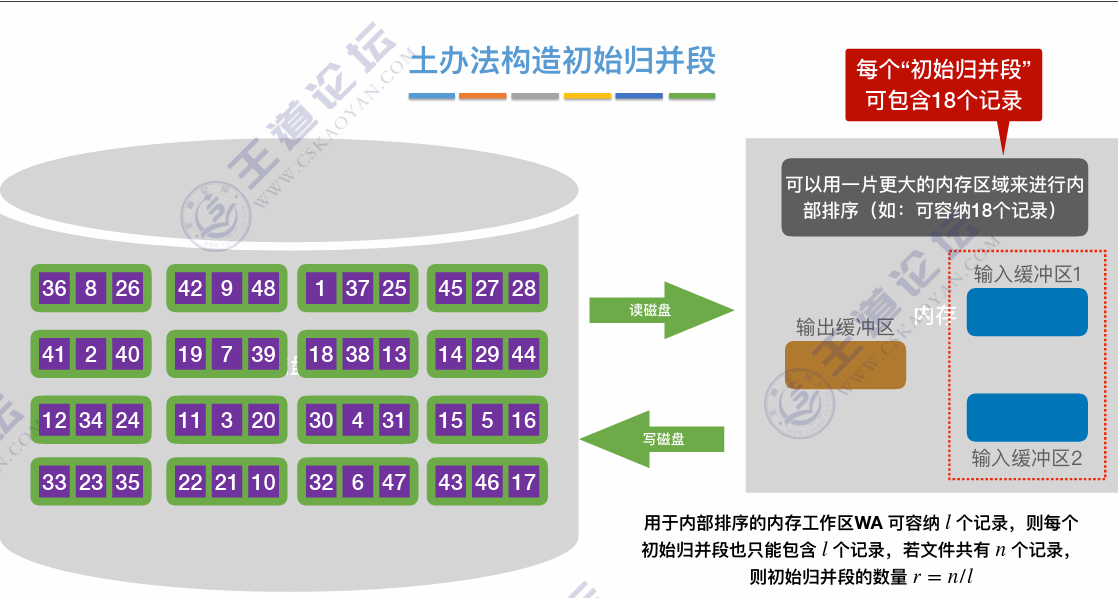 土办法构造初始归并段
每个“初始归并段”
可包含18个记录
可以用一片更大的内存区域来进行内
部排序（如：可容纳18个记录）
36 8 26 42 9 48 1 37 25 45 27 28
41 2 40 19 7 39 18 38 13 14 29 44
12 34 24 11 3 20 30 4 31 15 5 16
33 23 35 22 21 10 32 6 47 43 46 17
读磁盘
写磁盘
输出缓冲区
内存
输入缓冲区1
输入缓冲区2
用于内部排序的内存工作区WA 可容纳 l 个记录，则每个
初始归并段也只能包含 l 个记录，若文件共有 n 个记录，
则初始归并段的数量 r = n/l
王道论坛
WWW.CSKAOYAN.COM
王道论坛